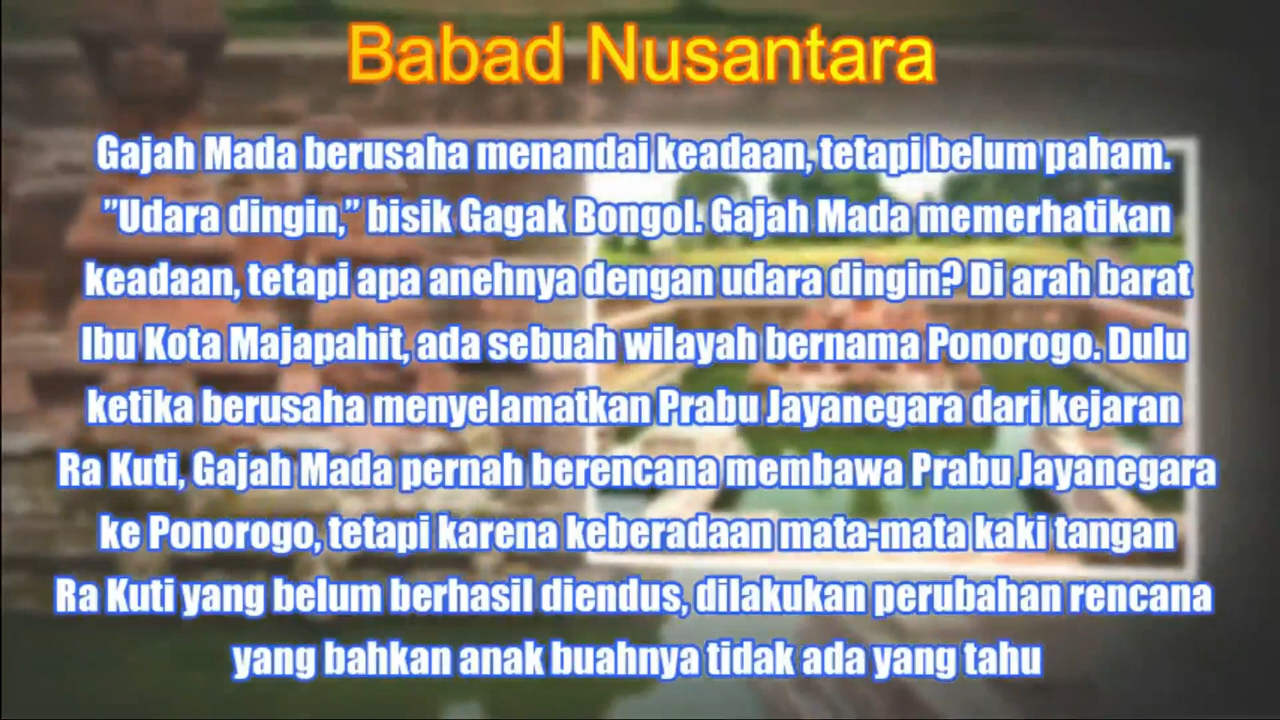 Babad Nusantara
Gajah Mada berusaha menandai keadaan, tetapi belum paham.
”Udara dingin,” bisik Gagak Bongol. Gajah Mada memerhatikan
keadaan, tetapi apa anehnya dengan udara dingin? Di arah barat
Ibu Kota Majapahit, ada sebuah wilayah bernama Ponorogo. Dulu
ketika berusaha menyelamatkan Prabu Jayanegara dari kejaran
Ra Kuti, Gajah Mada pernah berencana membawa Prabu Jayanegara
ke Ponorogo, tetapi karena keberadaan mata-mata kaki tangan
Ra Kuti yang belum berhasil diendus, dilakukan perubahan rencana
yang bahkan anak buahnya tidak ada yang tahu